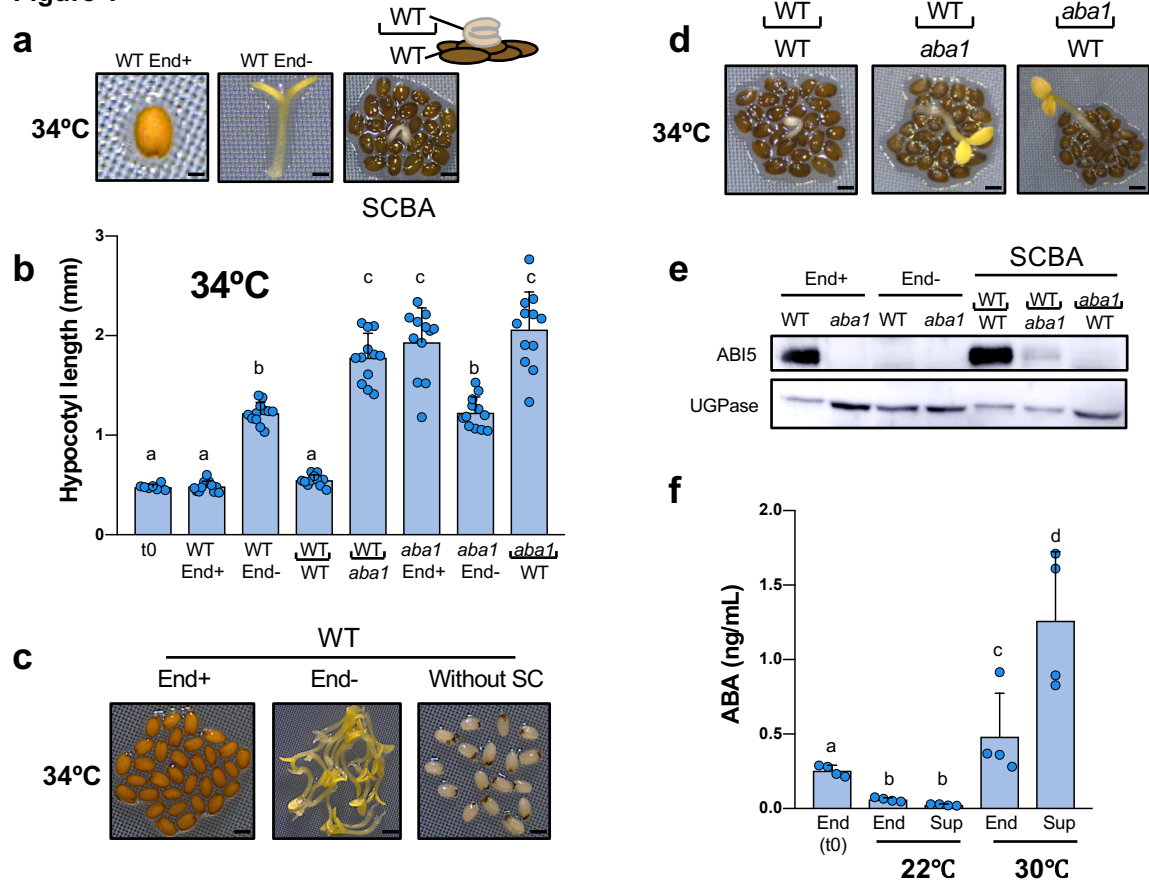 Figure
a
WT End+
WT End-
WT
WT
34ºC
SCBA
b
34ºC
Hypocotyl length (mm)
3
2
1
0
a
a
b
a
c
c
b
c
t0
WT
End+
WT
End-
WT
WT
WT
aba1
aba1
End+
aba1
End-
aba1
WT
c
WT
End+
End-
Without SC
34ºC
d
WT
WT
WT
aba1
aba1
WT
34ºC
e
SCBA
End+
End-
WT
aba1
WT
aba1
WT
WT
WT
aba1
aba1
WT
ABI5
UGPase
f
ABA (ng/mL)
2.0
1.5
1.0
0.5
0.0
a
b
b
c
d
End
(t0)
End
Sup
End
Sup
22℃
30℃